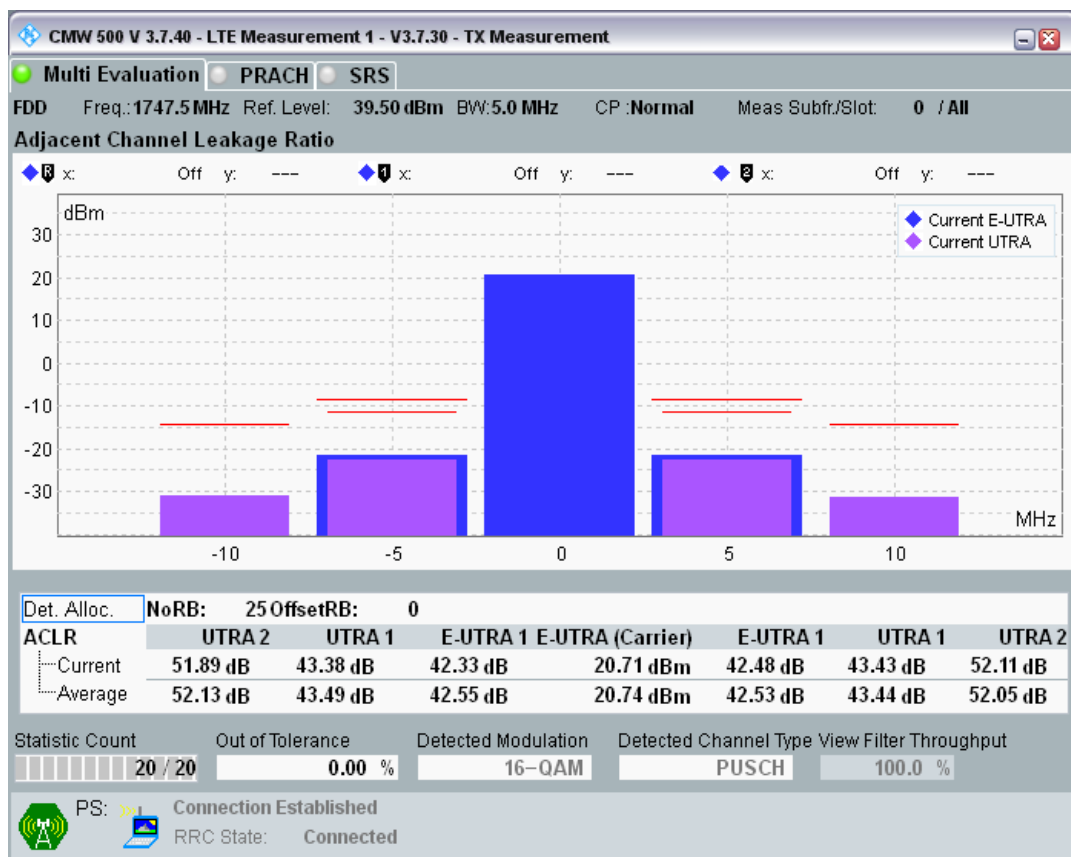 CMW 500 V 3.7.40 - LTE Measurement 1 - V3.7.30 - TX Measurement
Multi Evaluation PRACH SRS
FDD Freq.: 1747.5 MHz Ref. Level: 39.50 dBm BW: 5.0 MHz CP :Normal Meas Subfr./Slot: 0 / All
Adjacent Channel Leakage Ratio
R x: Off y: --- 1 x: Off y: --- 2 x: Off y: ---
dBm
Current E-UTRA
Current UTRA
30
20
10
0
-10
-20
-30
MHz
-10 -5 0 5 10
Det. Alloc. NoRB: 25 OffsetRB: 0
ACLR UTRA 2 UTRA 1 E-UTRA 1 E-UTRA (Carrier) E-UTRA 1 UTRA 1 UTRA 2
Current 51.89 dB 43.38 dB 42.33 dB 20.71 dBm 42.48 dB 43.43 dB 52.11 dB
Average 52.13 dB 43.49 dB 42.55 dB 20.74 dBm 42.53 dB 43.44 dB 52.05 dB
Statistic Count Out of Tolerance Detected Modulation Detected Channel Type View Filter Throughput
20 / 20 0.00 % 16-QAM PUSCH 100.0 %
PS: Connection Established
RRC State: Connected